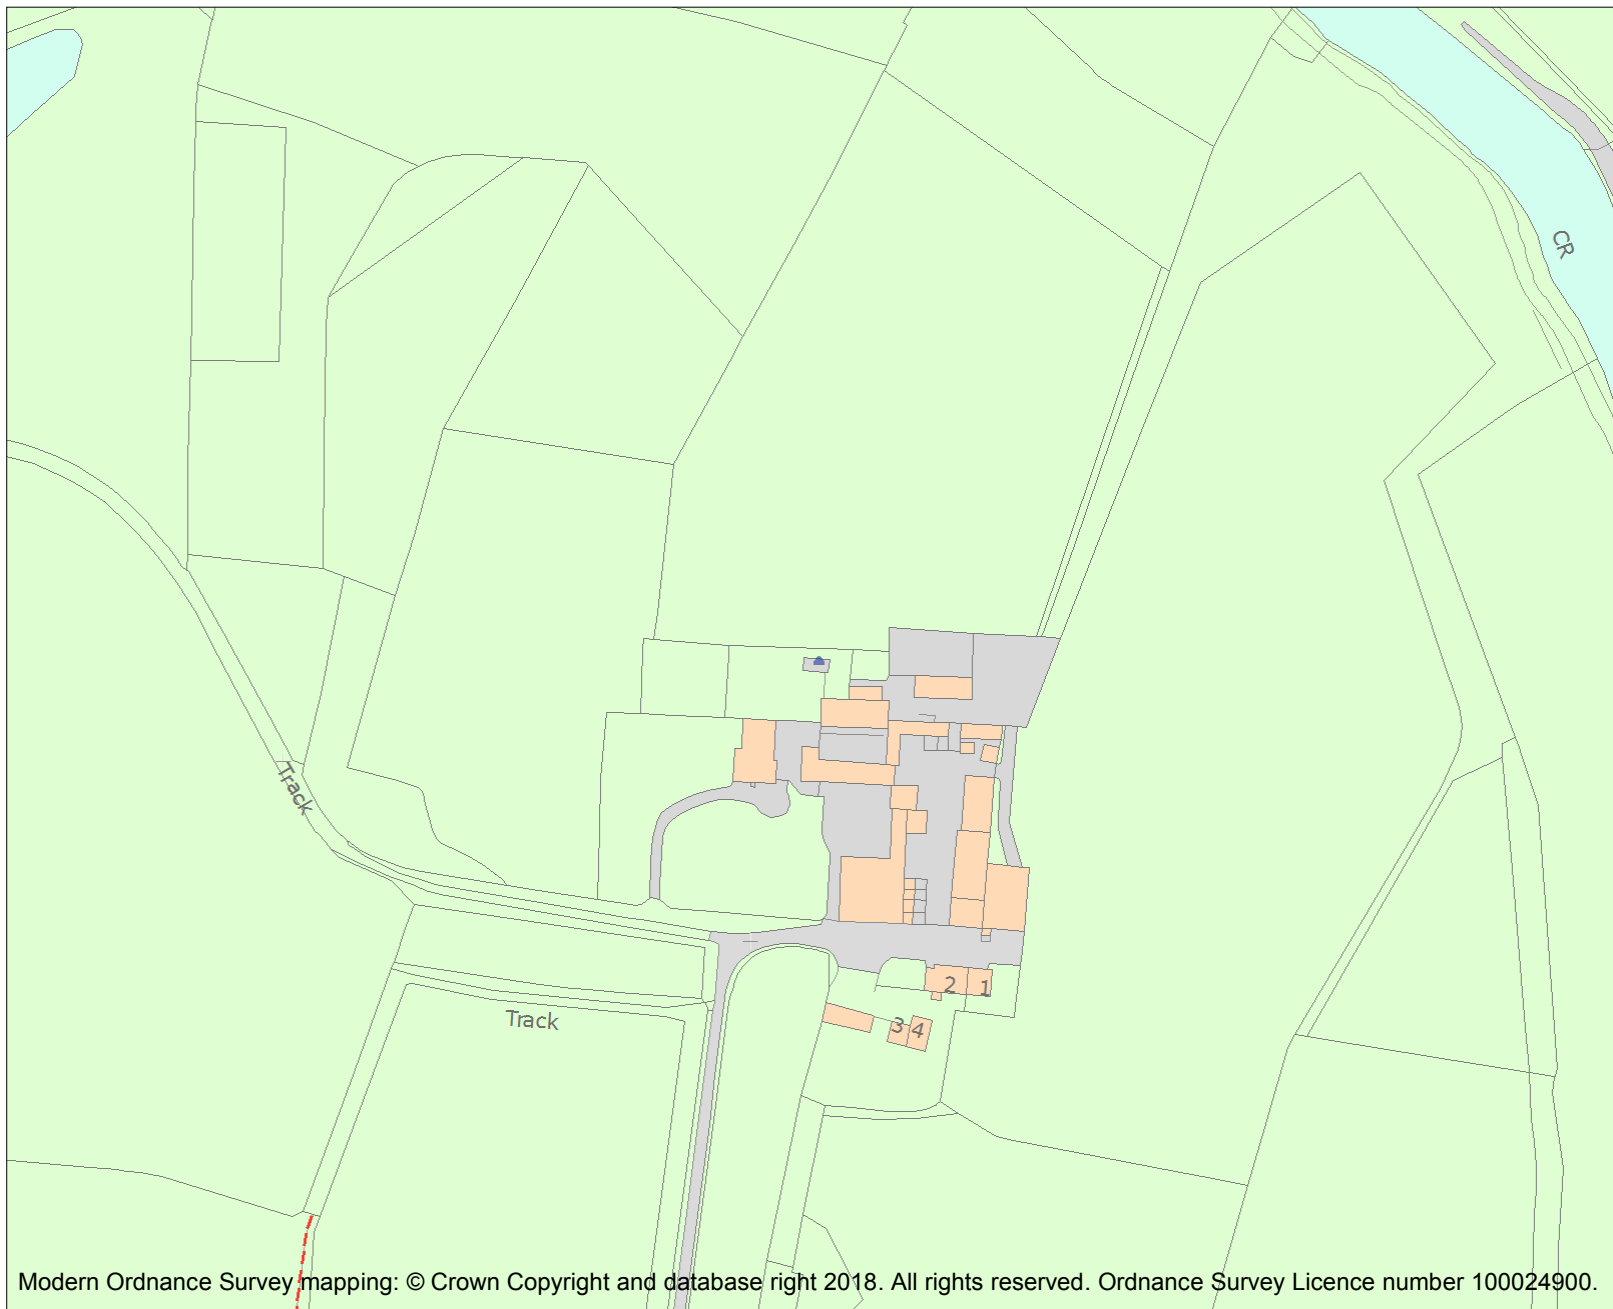 CR
Track
2 1
3 4
Track
Modern Ordnance Survey mapping: © Crown Copyright and database right 2018. All rights reserved. Ordnance Survey Licence number 100024900.